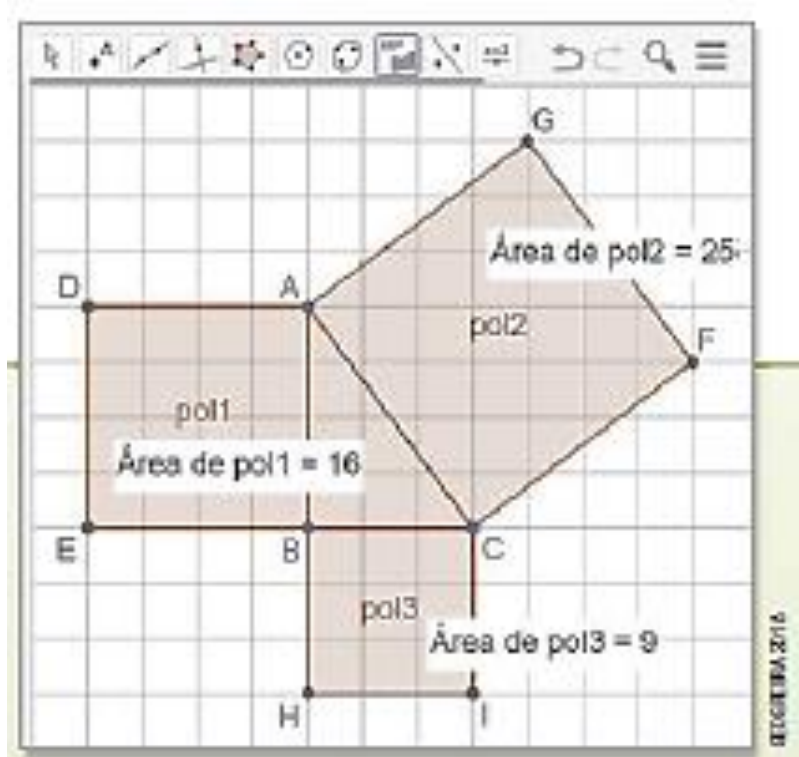 G
Área de pol2 = 25
D
A
pol2
F
pol1
Área de pol1 = 16
E
B
C
pol3
Área de pol3 = 9
H
I